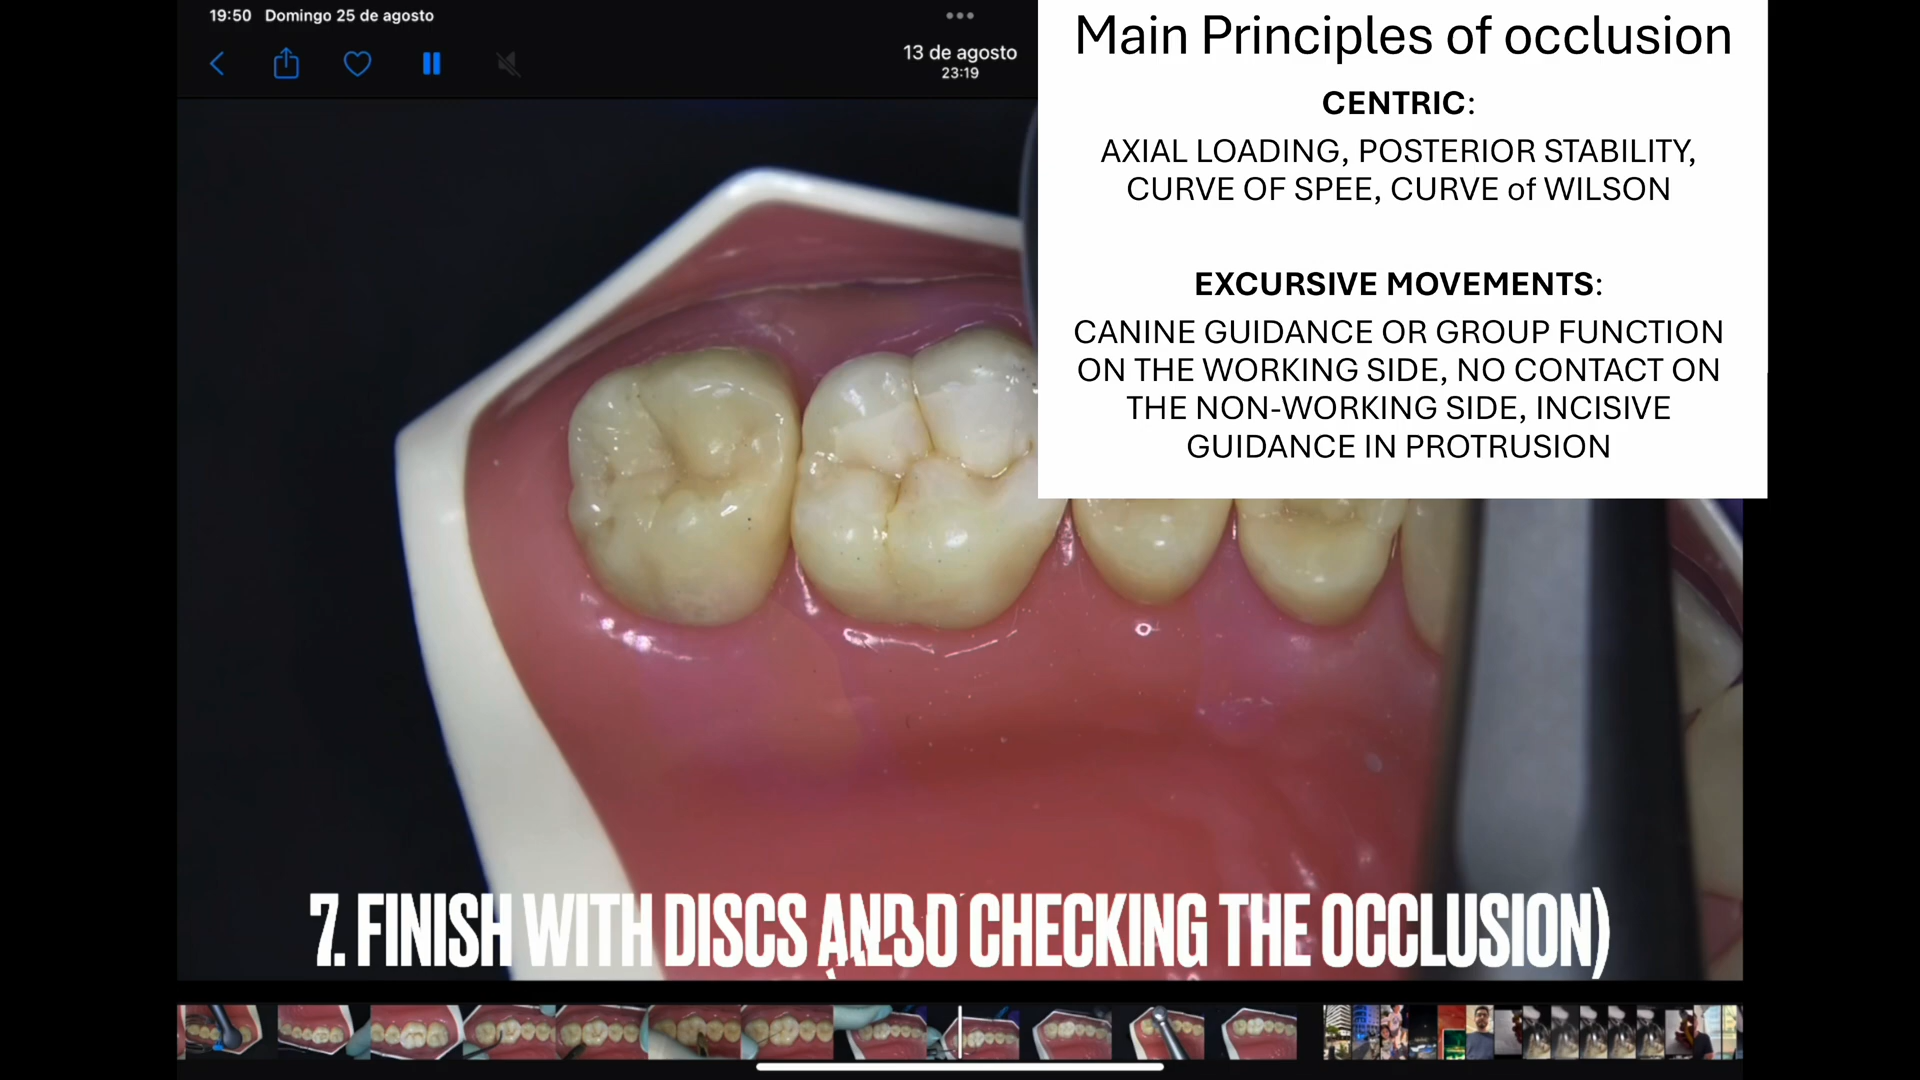 19:50 Domingo 25 de agosto
13 de agosto
23:19
Main Principles of occlusion
CENTRIC:
AXIAL LOADING, POSTERIOR STABILITY,
CURVE OF SPEE, CURVE of WILSON
EXCURSIVE MOVEMENTS:
CANINE GUIDANCE OR GROUP FUNCTION
ON THE WORKING SIDE, NO CONTACT ON
THE NON-WORKING SIDE, INCISIVE
GUIDANCE IN PROTRUSION
7. FINISH WITH DISCS CHECKING THE OCCLUSION)